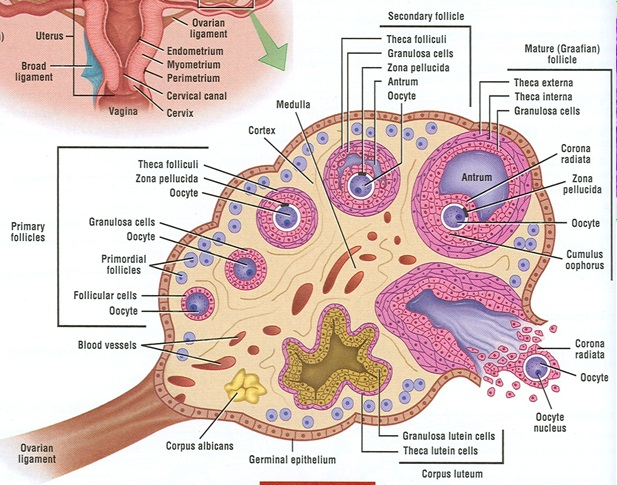 )
Uterus
Broad
ligament
Ovarian
ligament
Endometrium
Myometrium
Perimetrium
Cervical canal
Cervix
Vagina
Secondary follicle
Theca folliculi
Granulosa cells
Zona pellucida
Antrum
Oocyte
Mature (Graafian)
follicle
Theca externa
Theca interna
Granulosa cells
Corona
radiata
Zona
pellucida
Antrum
Oocyte
Cumulus
oophorus
Medulla
Cortex
Primary
follicles
Theca folliculi
Zona pellucida
Oocyte
Granulosa cells
Oocyte
Primordial
follicles
Follicular cells
Oocyte
Blood vessels
Corona
radiata
Oocyte
Oocyte
nucleus
Ovarian
ligament
Corpus albicans
Germinal epithelium
Granulosa lutein cells
Theca lutein cells
Corpus luteum